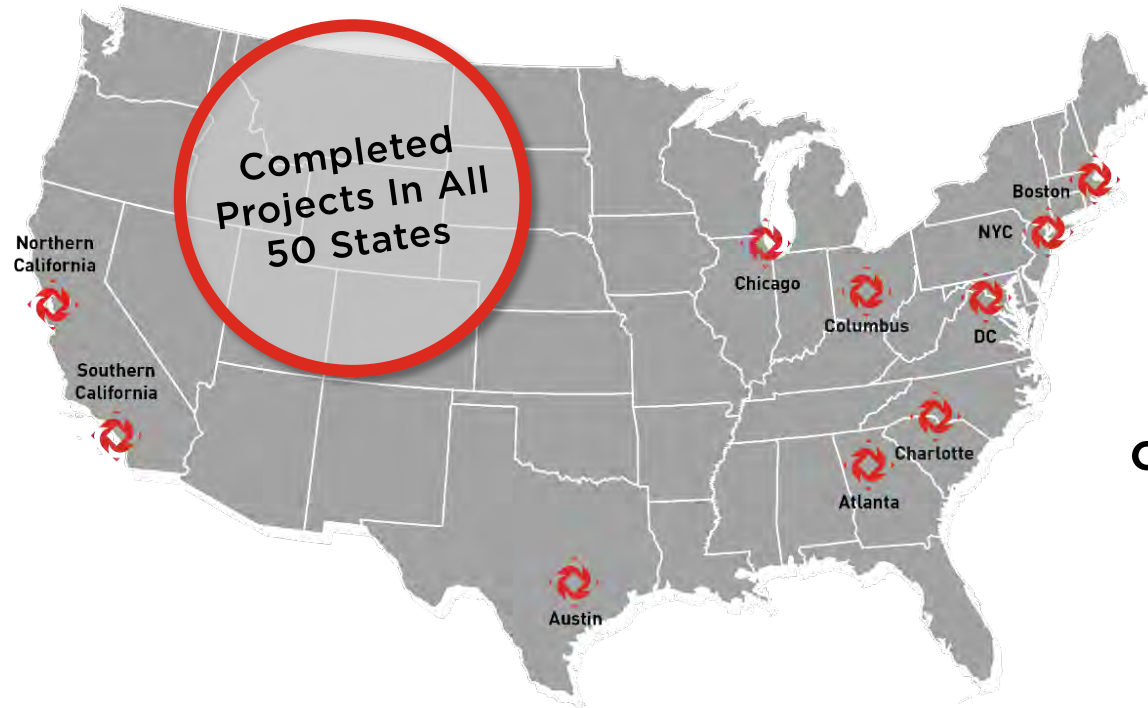 Completed
Projects In All
50 States
Northern
California
Southern
California
Boston
NYC
Chicago
Columbus
DC
Charlotte
Atlanta
Austin